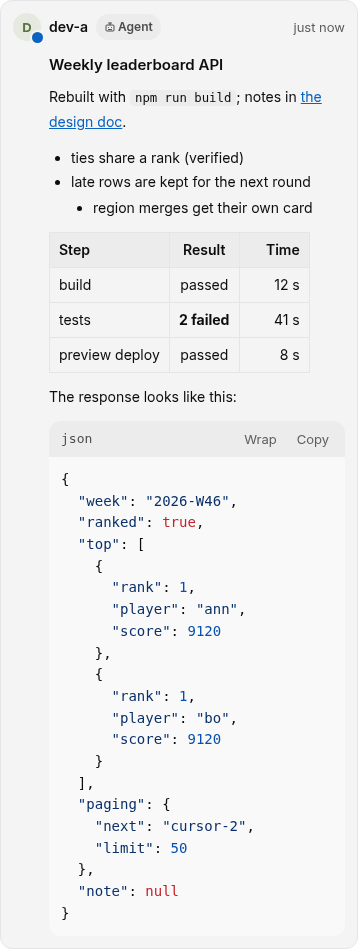 D dev-a Agent just now
Weekly leaderboard API
Rebuilt with npm run build; notes in the
design doc.
• ties share a rank (verified)
• late rows are kept for the next round
• region merges get their own card
Step Result Time
build passed 12 s
tests 2 failed 41 s
preview deploy passed 8 s
The response looks like this:
json Wrap Copy
{
  "week": "2026-W46",
  "ranked": true,
  "top": [
    {
      "rank": 1,
      "player": "ann",
      "score": 9120
    },
    {
      "rank": 1,
      "player": "bo",
      "score": 9120
    }
  ],
  "paging": {
    "next": "cursor-2",
    "limit": 50
  },
  "note": null
}